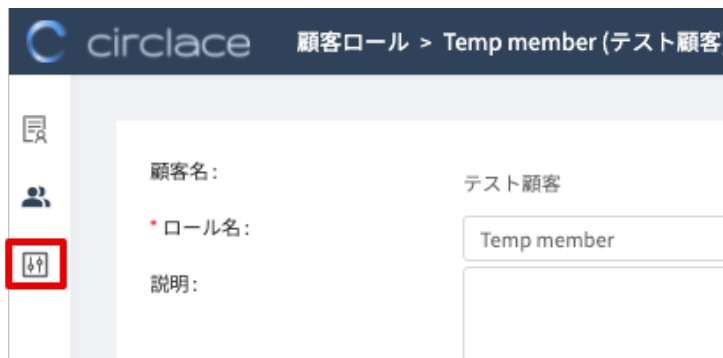 circlace
顧客ロール > Temp member (テスト顧客
顧客名:
テスト顧客
* ロール名:
Temp member
説明: